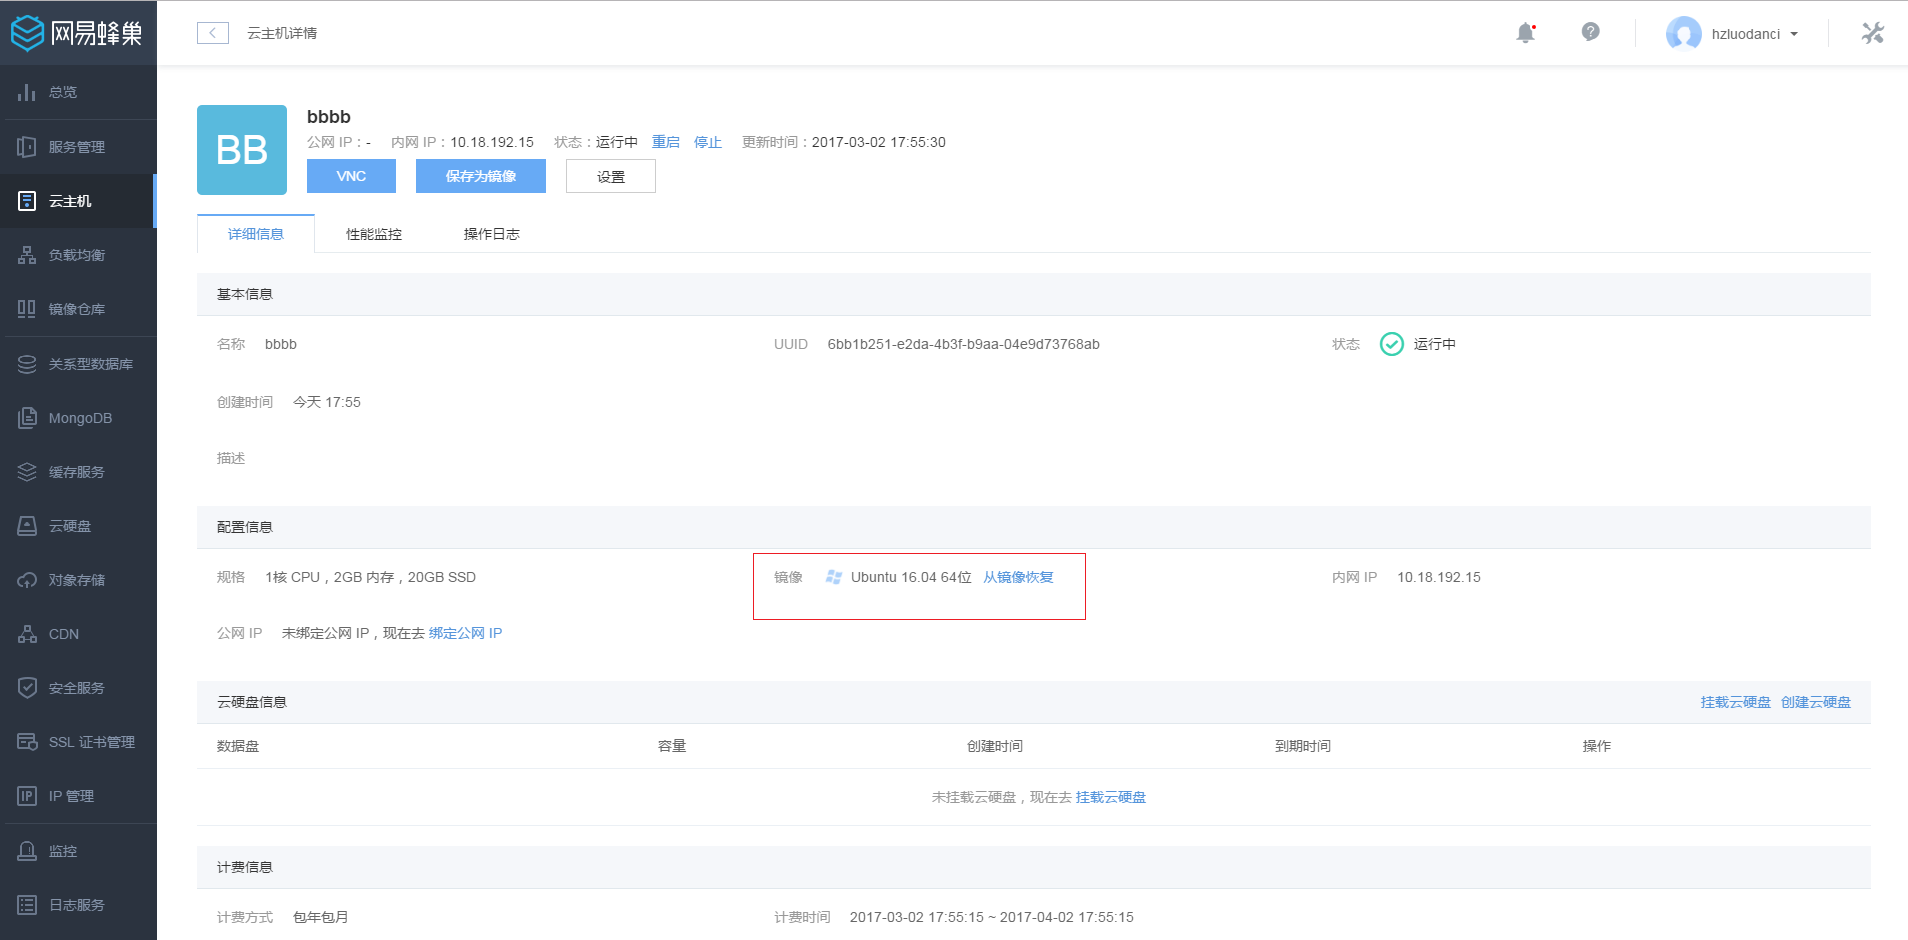 网易蜂巢
云主机详情
hzluodanci
总览
服务管理
云主机
负载均衡
镜像仓库
关系型数据库
MongoDB
缓存服务
云硬盘
对象存储
CDN
安全服务
SSL 证书管理
IP 管理
监控
日志服务
BB
bbbb
公网 IP：- 内网 IP：10.18.192.15 状态：运行中 重启 停止 更新时间：2017-03-02 17:55:30
VNC 保存为镜像 设置
详细信息 性能监控 操作日志
基本信息
名称 bbbb UUID 6bb1b251-e2da-4b3f-b9aa-04e9d73768ab 状态 运行中
创建时间 今天 17:55
描述
配置信息
规格 1核 CPU，2GB 内存，20GB SSD 镜像 Ubuntu 16.04 64位 从镜像恢复 内网 IP 10.18.192.15
公网 IP 未绑定公网 IP，现在去 绑定公网 IP
云硬盘信息 挂载云硬盘 创建云硬盘
数据盘 容量 创建时间 到期时间 操作
未挂载云硬盘，现在去 挂载云硬盘
计费信息
计费方式 包年包月 计费时间 2017-03-02 17:55:15 ~ 2017-04-02 17:55:15